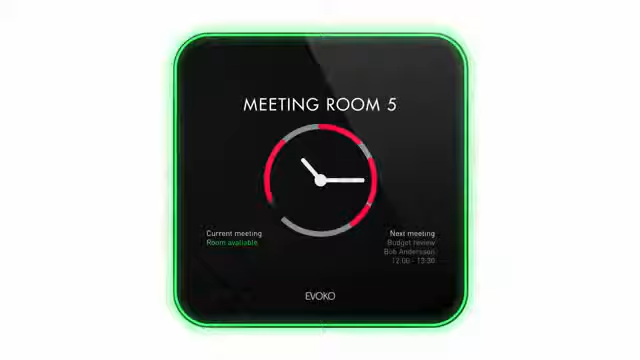 MEETING ROOM 5
Current meeting
Room available
Next meeting
Budget review
Bob Andersson
12.00 - 13.30
EVOKO